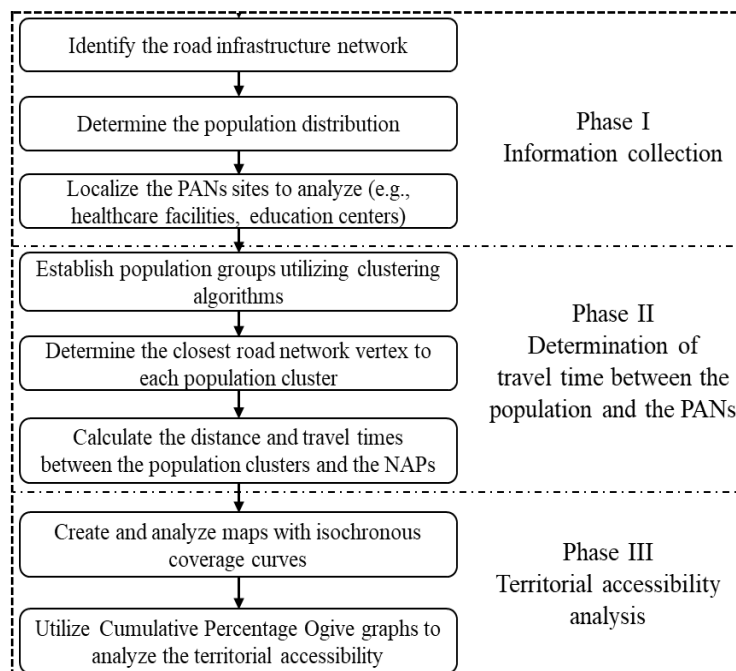 Identify the road infrastructure network
Determine the population distribution
Localize the PANs sites to analyze (e.g.,
healthcare facilities, education centers)
Phase I
Information collection
Establish population groups utilizing clustering
algorithms
Determine the closest road network vertex to
each population cluster
Calculate the distance and travel times
between the population clusters and the NAPs
Phase II
Determination of
travel time between the
population and the PANs
Create and analyze maps with isochronous
coverage curves
Utilize Cumulative Percentage Ogive graphs to
analyze the territorial accessibility
Phase III
Territorial accessibility
analysis